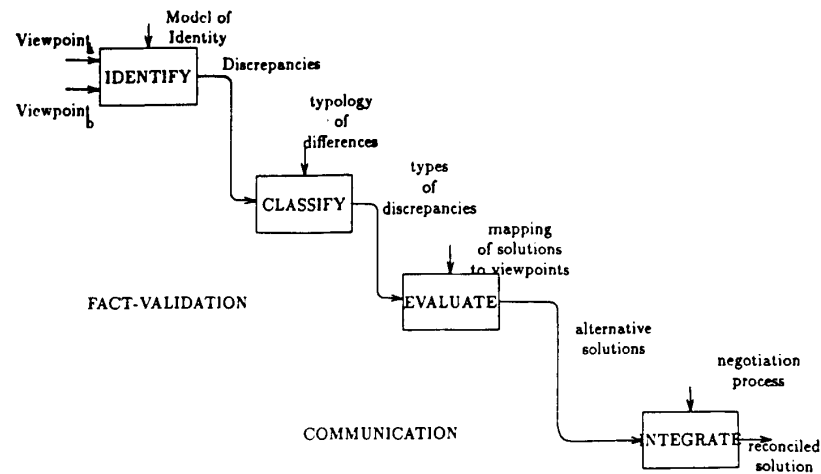 Model of
Identity
Viewpoint a
IDENTIFY
Discrepancies
Viewpoint b
typology
of
differences
CLASSIFY
types
of
discrepancies
mapping
of solutions
to viewpoints
FACT-VALIDATION
EVALUATE
alternative
solutions
negotiation
process
COMMUNICATION
INTEGRATE
reconciled
solution